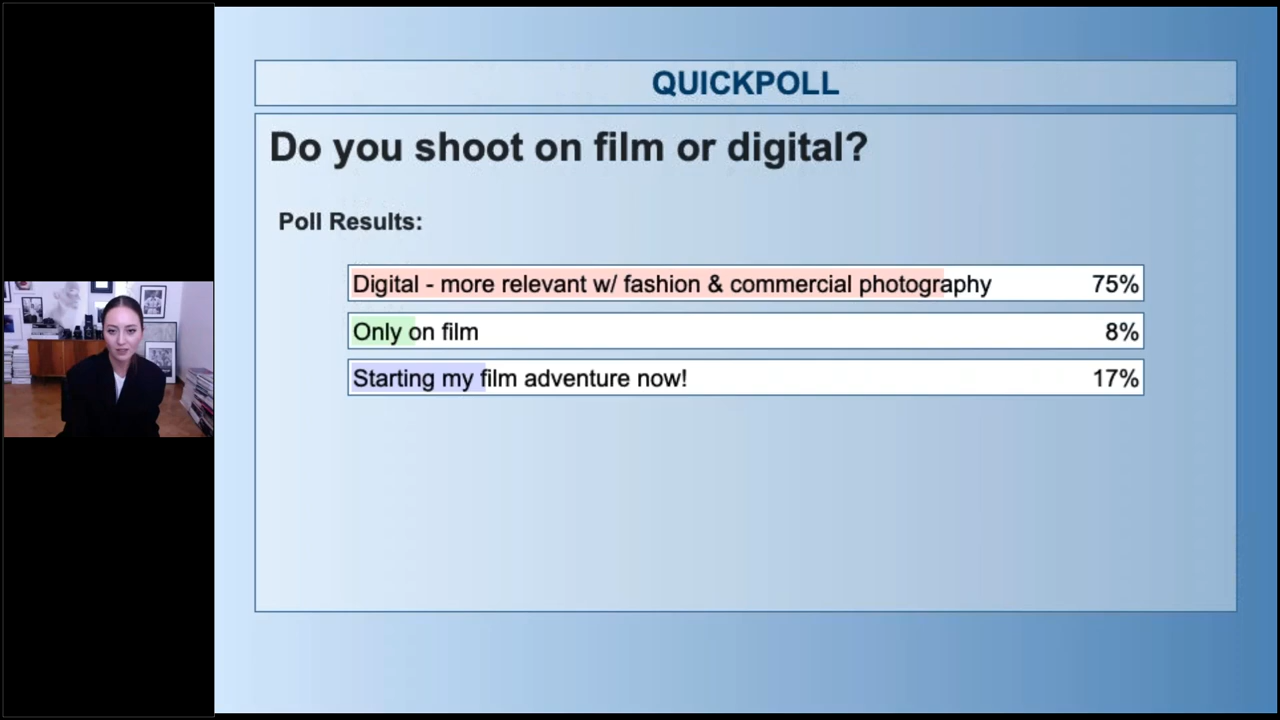 QUICKPOLL
Do you shoot on film or digital?
Poll Results:
Digital - more relevant w/ fashion & commercial photography 75%
Only on film 8%
Starting my film adventure now! 17%